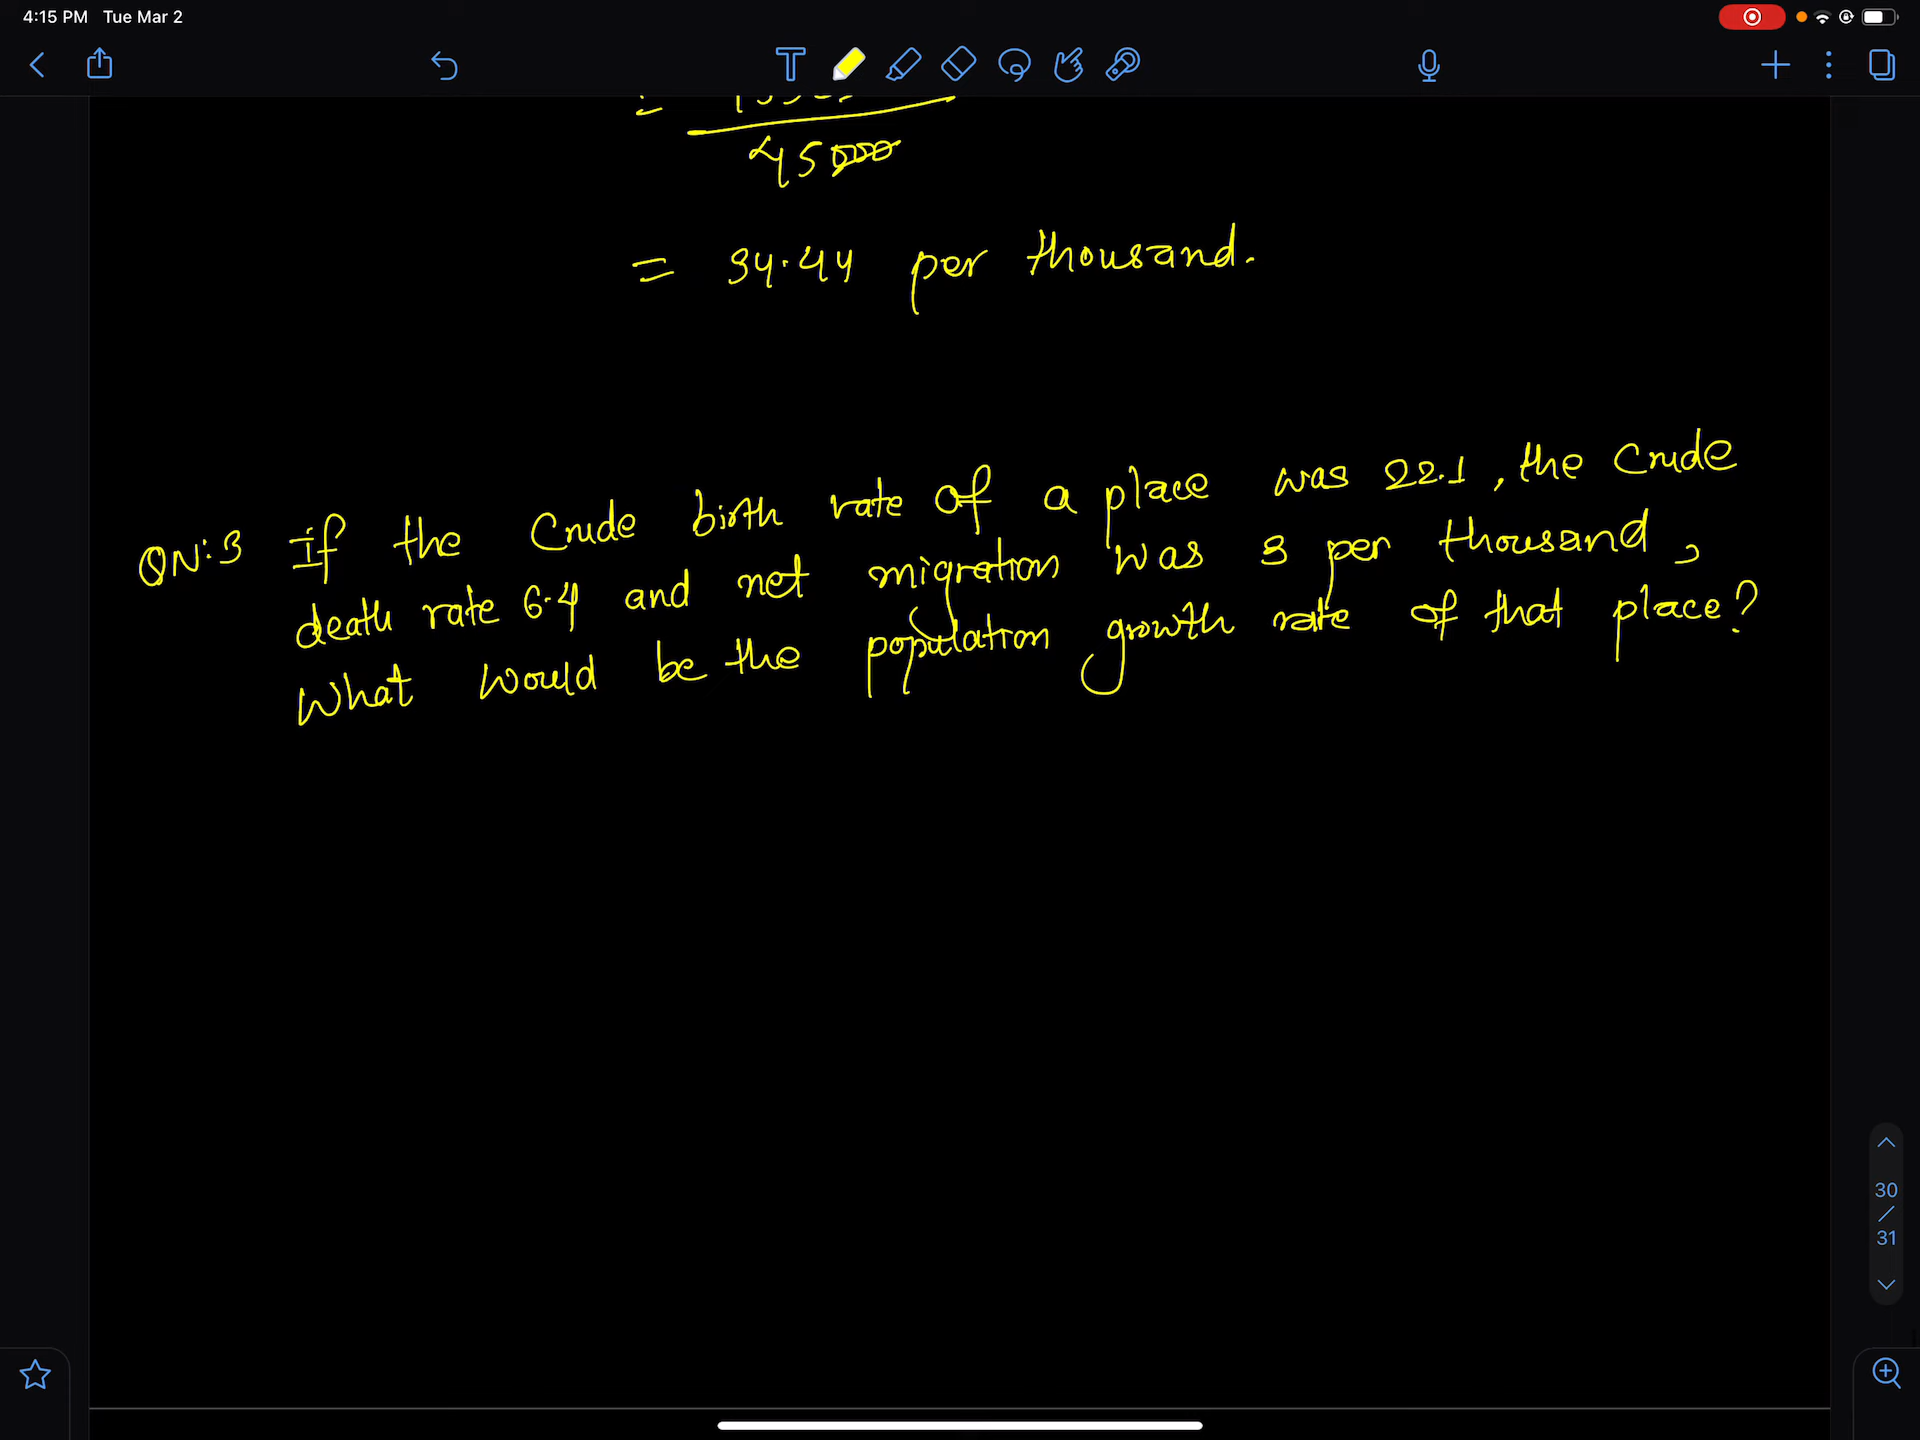 4:15 PM Tue Mar 2
=
45000
= 34.44 per thousand.
QN:3 If the Crude birth rate of a place was 22.1, the Crude
death rate 6.4 and net migration was 3 per thousand,
What would be the population growth rate of that place?
30
/
31